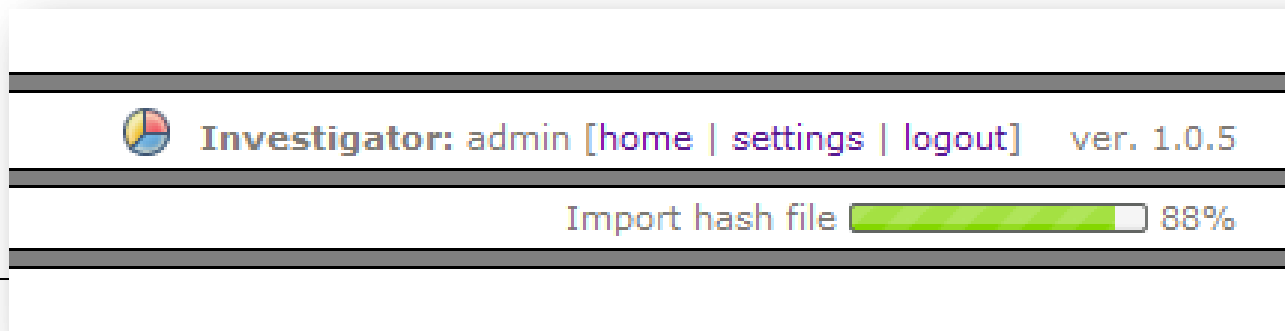 Investigator: admin [home | settings | logout] ver. 1.0.5
Import hash file 88%